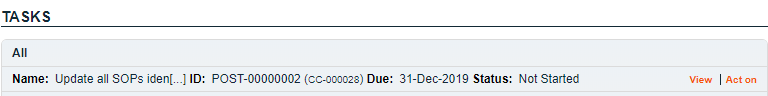 TASKS
All
Name: Update all SOPs iden[...] ID: POST-00000002 (CC-000028) Due: 31-Dec-2019 Status: Not Started View | Act on